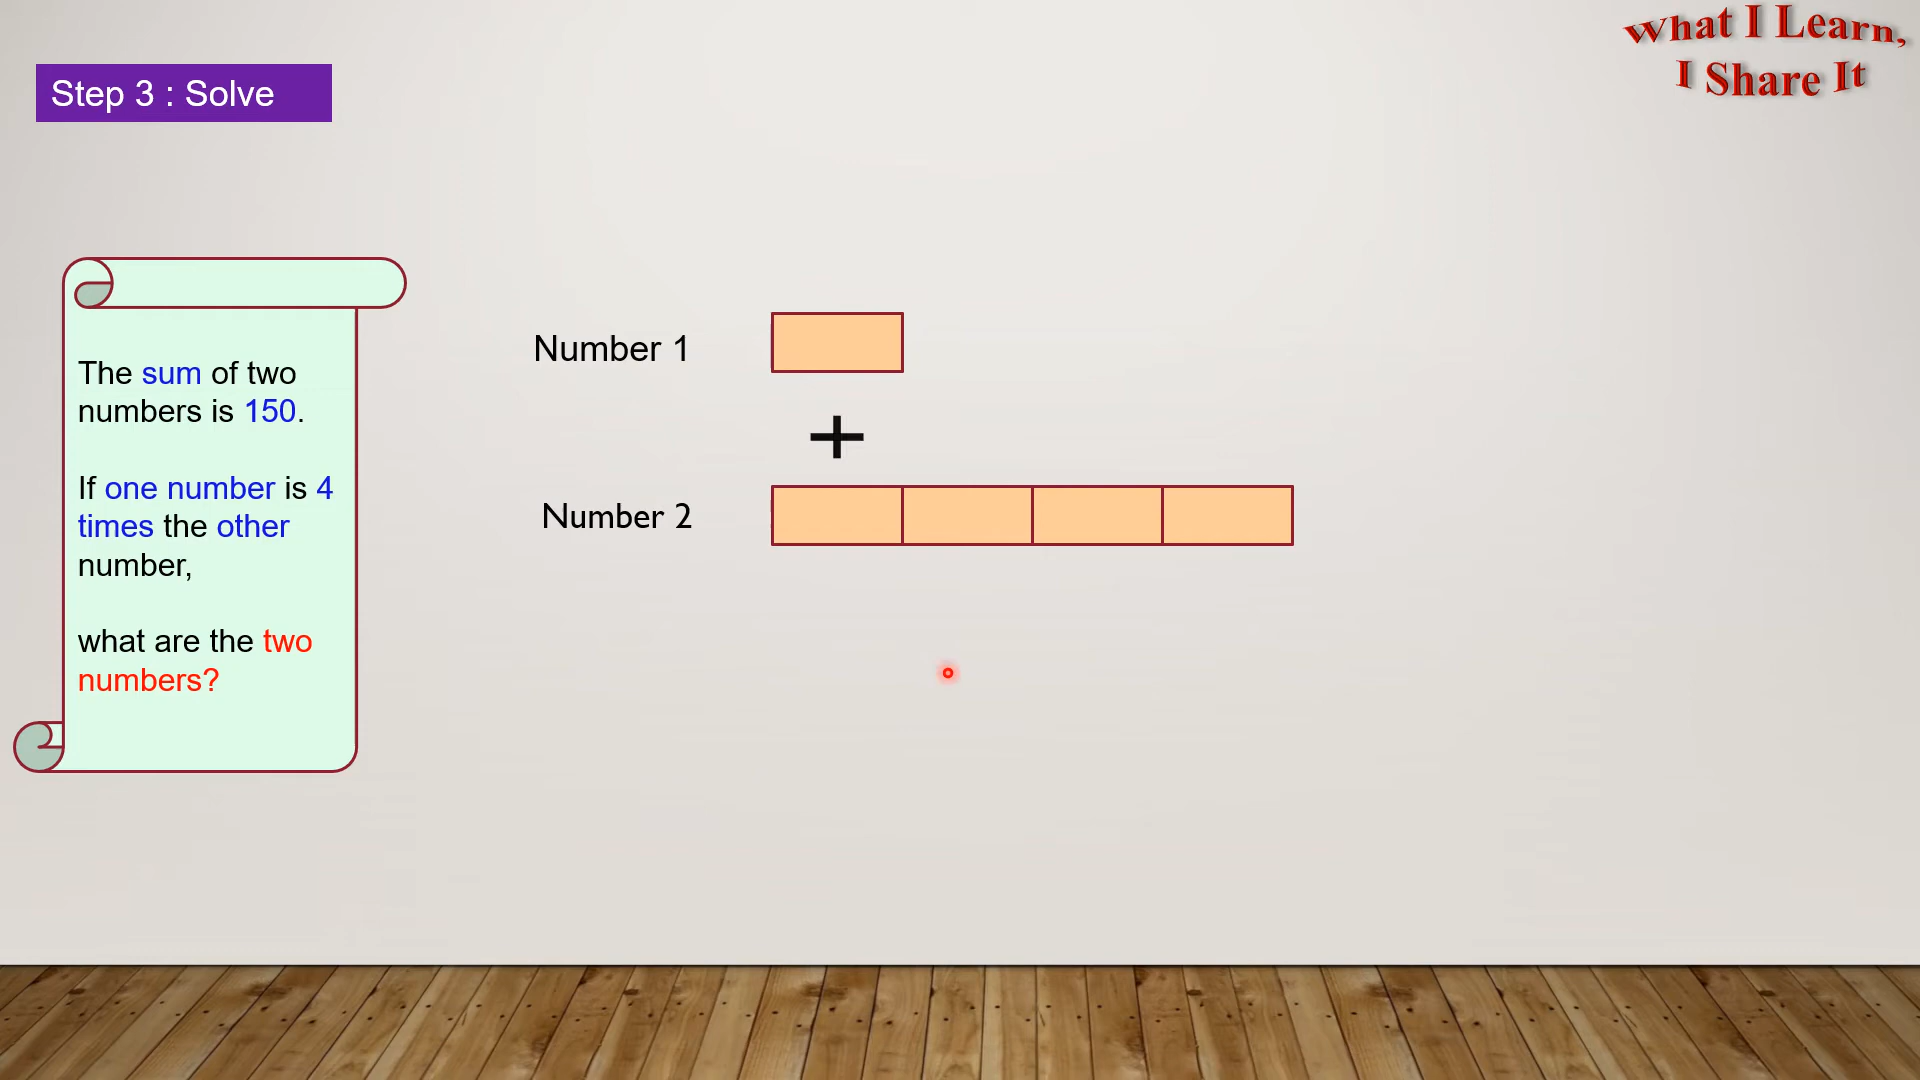 What I Learn,
I Share It
Step 3 : Solve
The sum of two
numbers is 150.
If one number is 4
times the other
number,
what are the two
numbers?
Number 1
+
Number 2